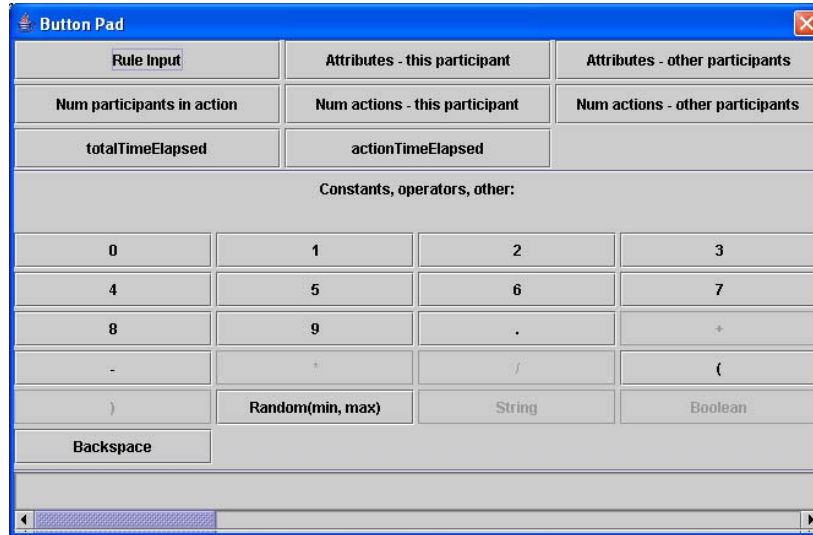 Button Pad
Rule Input Attributes - this participant Attributes - other participants
Num participants in action Num actions - this participant Num actions - other participants
totalTimeElapsed actionTimeElapsed
Constants, operators, other:
0 1 2 3
4 5 6 7
8 9 . +
- * / (
) Random(min, max) String Boolean
Backspace